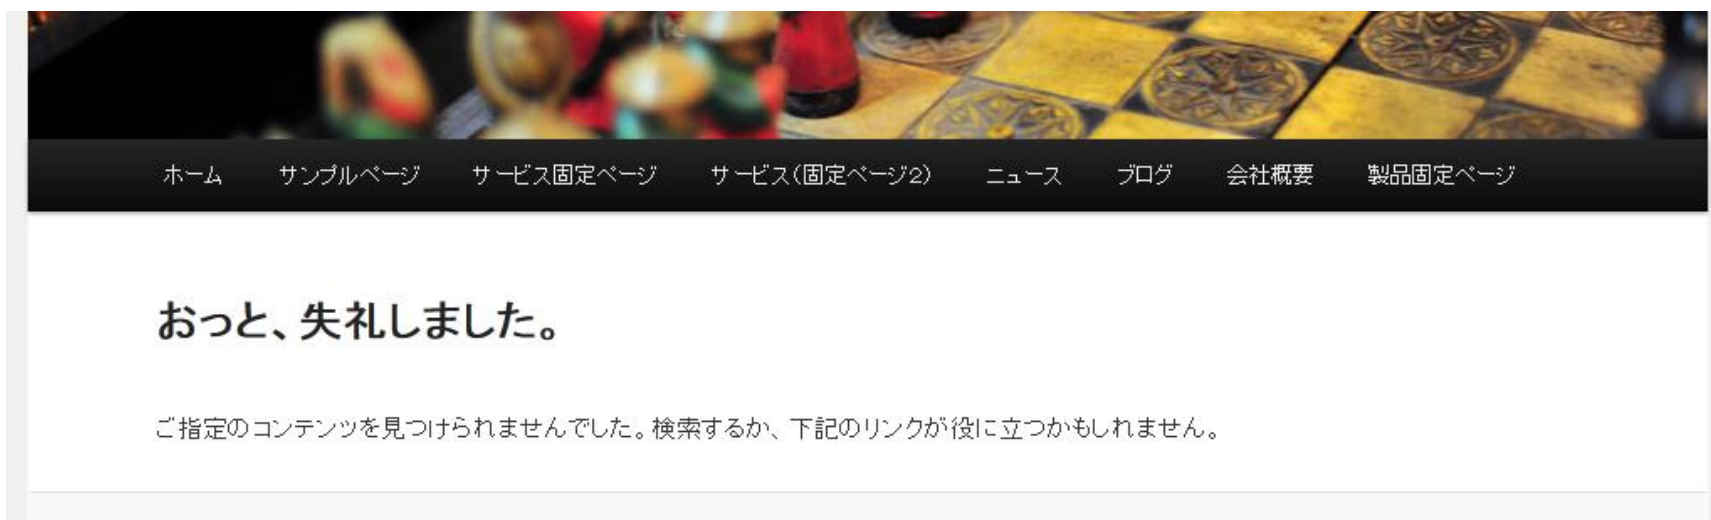 ホーム サンプルページ サービス固定ページ サービス(固定ページ2) ニュース ブログ 会社概要 製品固定ページ
おっと、失礼しました。
ご指定のコンテンツを見つけられませんでした。検索するか、下記のリンクが役に立つかもしれません。